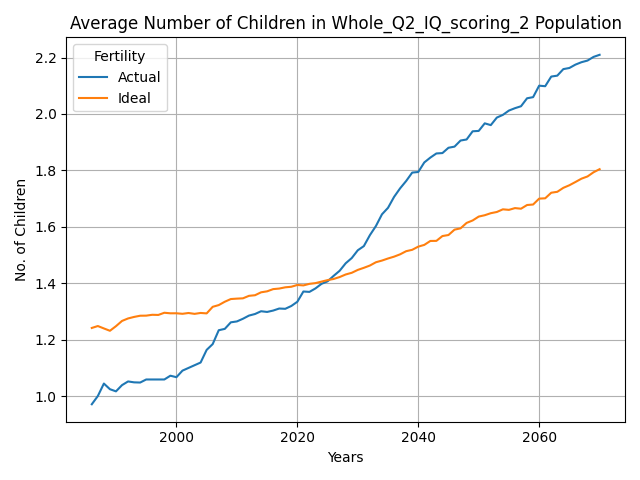 Average Number of Children in Whole_Q2_IQ_scoring_2 Population
Fertility
Actual
Ideal
No. of Children
2.2
2.0
1.8
1.6
1.4
1.2
1.0
2000
2020
2040
2060
Years